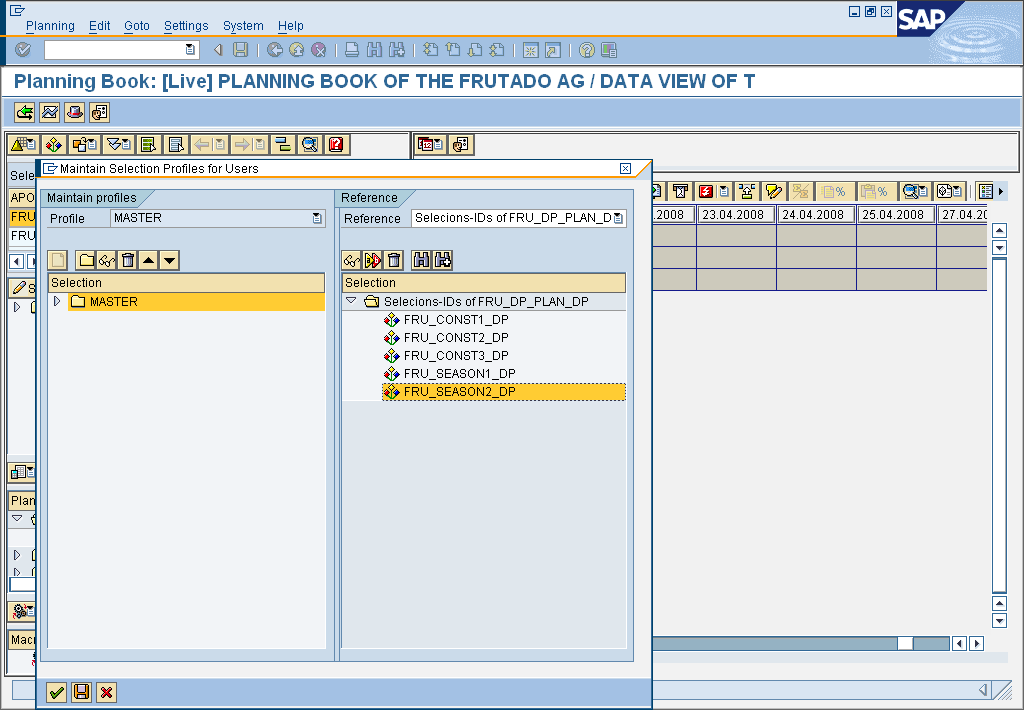 Planning Edit Goto Settings System Help
SAP
Planning Book: [Live] PLANNING BOOK OF THE FRUTADO AG / DATA VIEW OF T
Maintain Selection Profiles for Users
Sele
APO
FRU
FRU
S
Plan
Macr
Maintain profiles
Profile MASTER
Selection
MASTER
Reference
Reference Selecions-IDs of FRU_DP_PLAN_D
Selection
Selecions-IDs of FRU_DP_PLAN_DP
FRU_CONST1_DP
FRU_CONST2_DP
FRU_CONST3_DP
FRU_SEASON1_DP
FRU_SEASON2_DP
.2008 23.04.2008 24.04.2008 25.04.2008 27.04.20